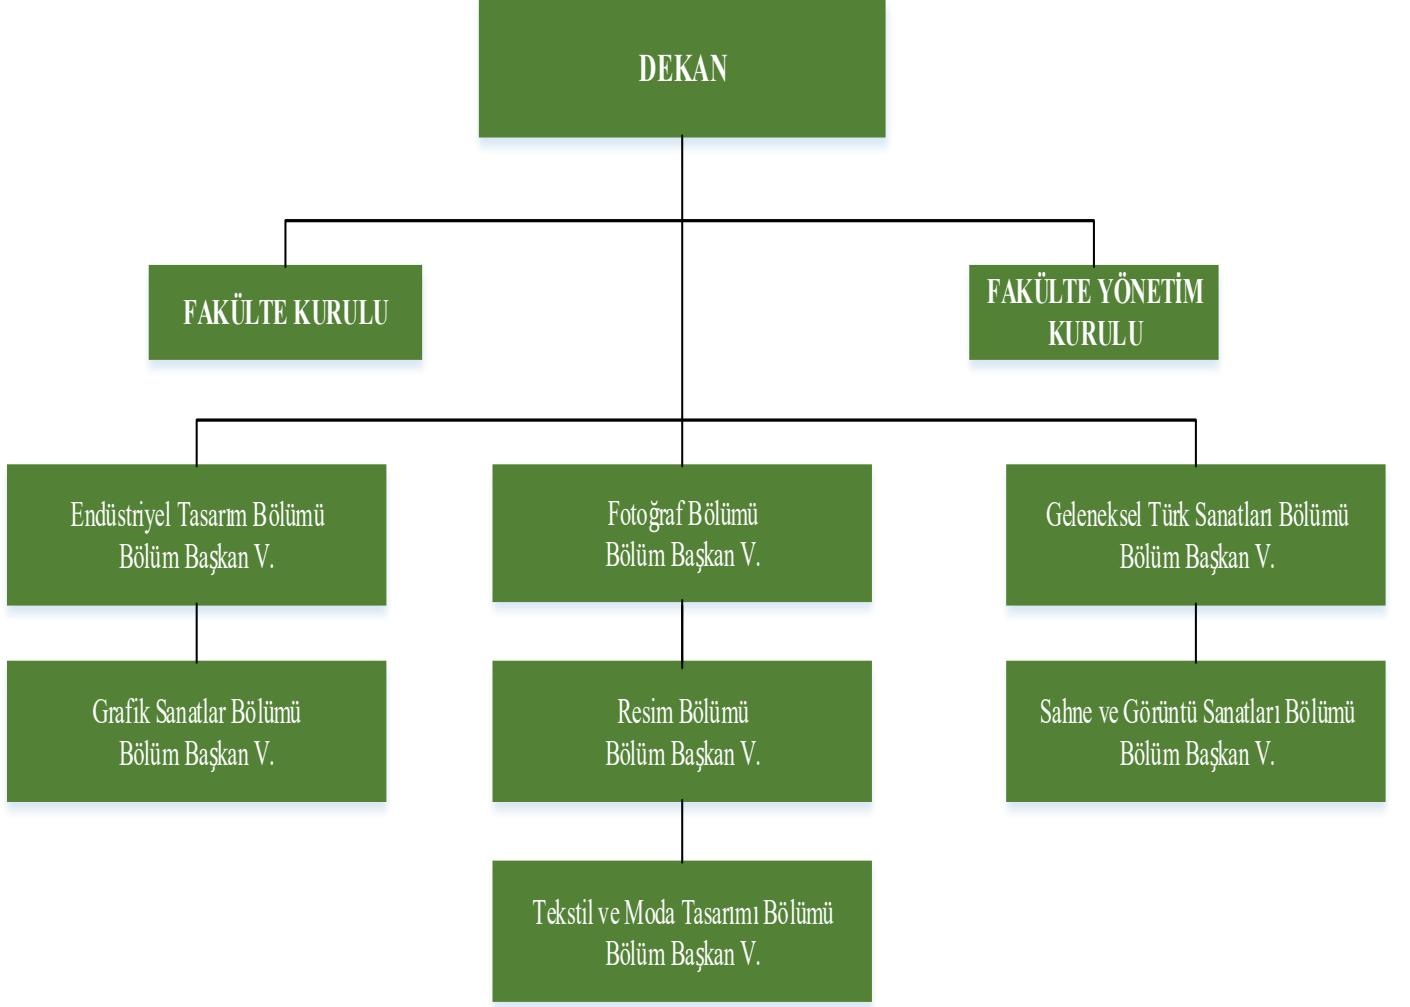 DEKAN
FAKÜLTE KURULU
FAKÜLTE YÖNETİM
KURULU
Endüstriyel Tasarım Bölümü
Bölüm Başkan V.
Fotoğraf Bölümü
Bölüm Başkan V.
Geleneksel Türk Sanatları Bölümü
Bölüm Başkan V.
Grafik Sanatlar Bölümü
Bölüm Başkan V.
Resim Bölümü
Bölüm Başkan V.
Sahne ve Görüntü Sanatları Bölümü
Bölüm Başkan V.
Tekstil ve Moda Tasarımı Bölümü
Bölüm Başkan V.